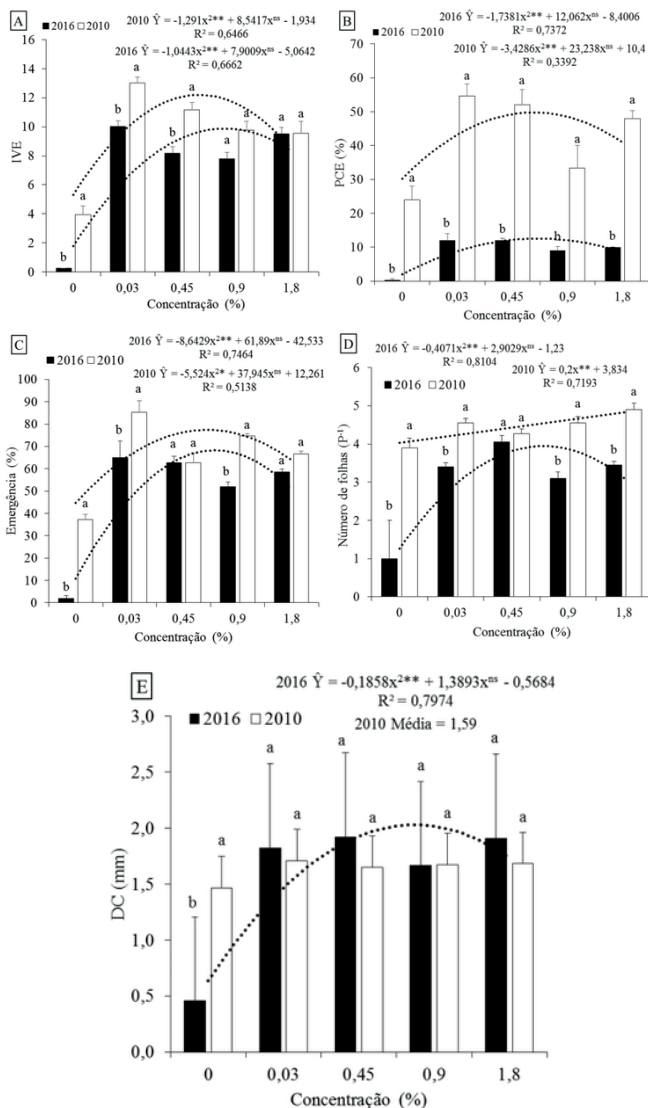 A
2010 Ŷ = -1,291x²** + 8,5417xⁿˢ - 1,934
R² = 0,6466
2016 Ŷ = -1,0443x²** + 7,9009xⁿˢ - 5,0642
R² = 0,6662
2016 2010
IVE
16
14
12
10
8
6
4
2
0
b a b a b a a a a a
0 0,03 0,45 0,9 1,8
Concentração (%)
B
2016 Ŷ = -1,7381x²** + 12,062xⁿˢ - 8,4006
R² = 0,7372
2010 Ŷ = -3,4286x²** + 23,238xⁿˢ + 10,4
R² = 0,3392
2016 2010
PCE (%)
70
60
50
40
30
20
10
0
b a b a b a b a b a
0 0,03 0,45 0,9 1,8
Concentração (%)
C
2016 Ŷ = -8,6429x²** + 61,89xⁿˢ - 42,533
R² = 0,7464
2010 Ŷ = -5,524x²* + 37,945xⁿˢ + 12,261
R² = 0,5138
2016 2010
Emergência (%)
100
90
80
70
60
50
40
30
20
10
0
b a b a a a b a a a
0 0,03 0,45 0,9 1,8
Concentração (%)
D
2016 Ŷ = -0,4071x²** + 2,9029xⁿˢ - 1,23
R² = 0,8104
2010 Ŷ = 0,2x** + 3,834
R² = 0,7193
2016 2010
Número de folhas (P⁻¹)
6
5
4
3
2
1
0
b a b a a a b a b a
0 0,03 0,45 0,9 1,8
Concentração (%)
E
2016 Ŷ = -0,1858x²** + 1,3893xⁿˢ - 0,5684
R² = 0,7974
2010 Média = 1,59
2016 2010
DC (mm)
3,0
2,5
2,0
1,5
1,0
0,5
0,0
b a a a a a a a a a
0 0,03 0,45 0,9 1,8
Concentração (%)